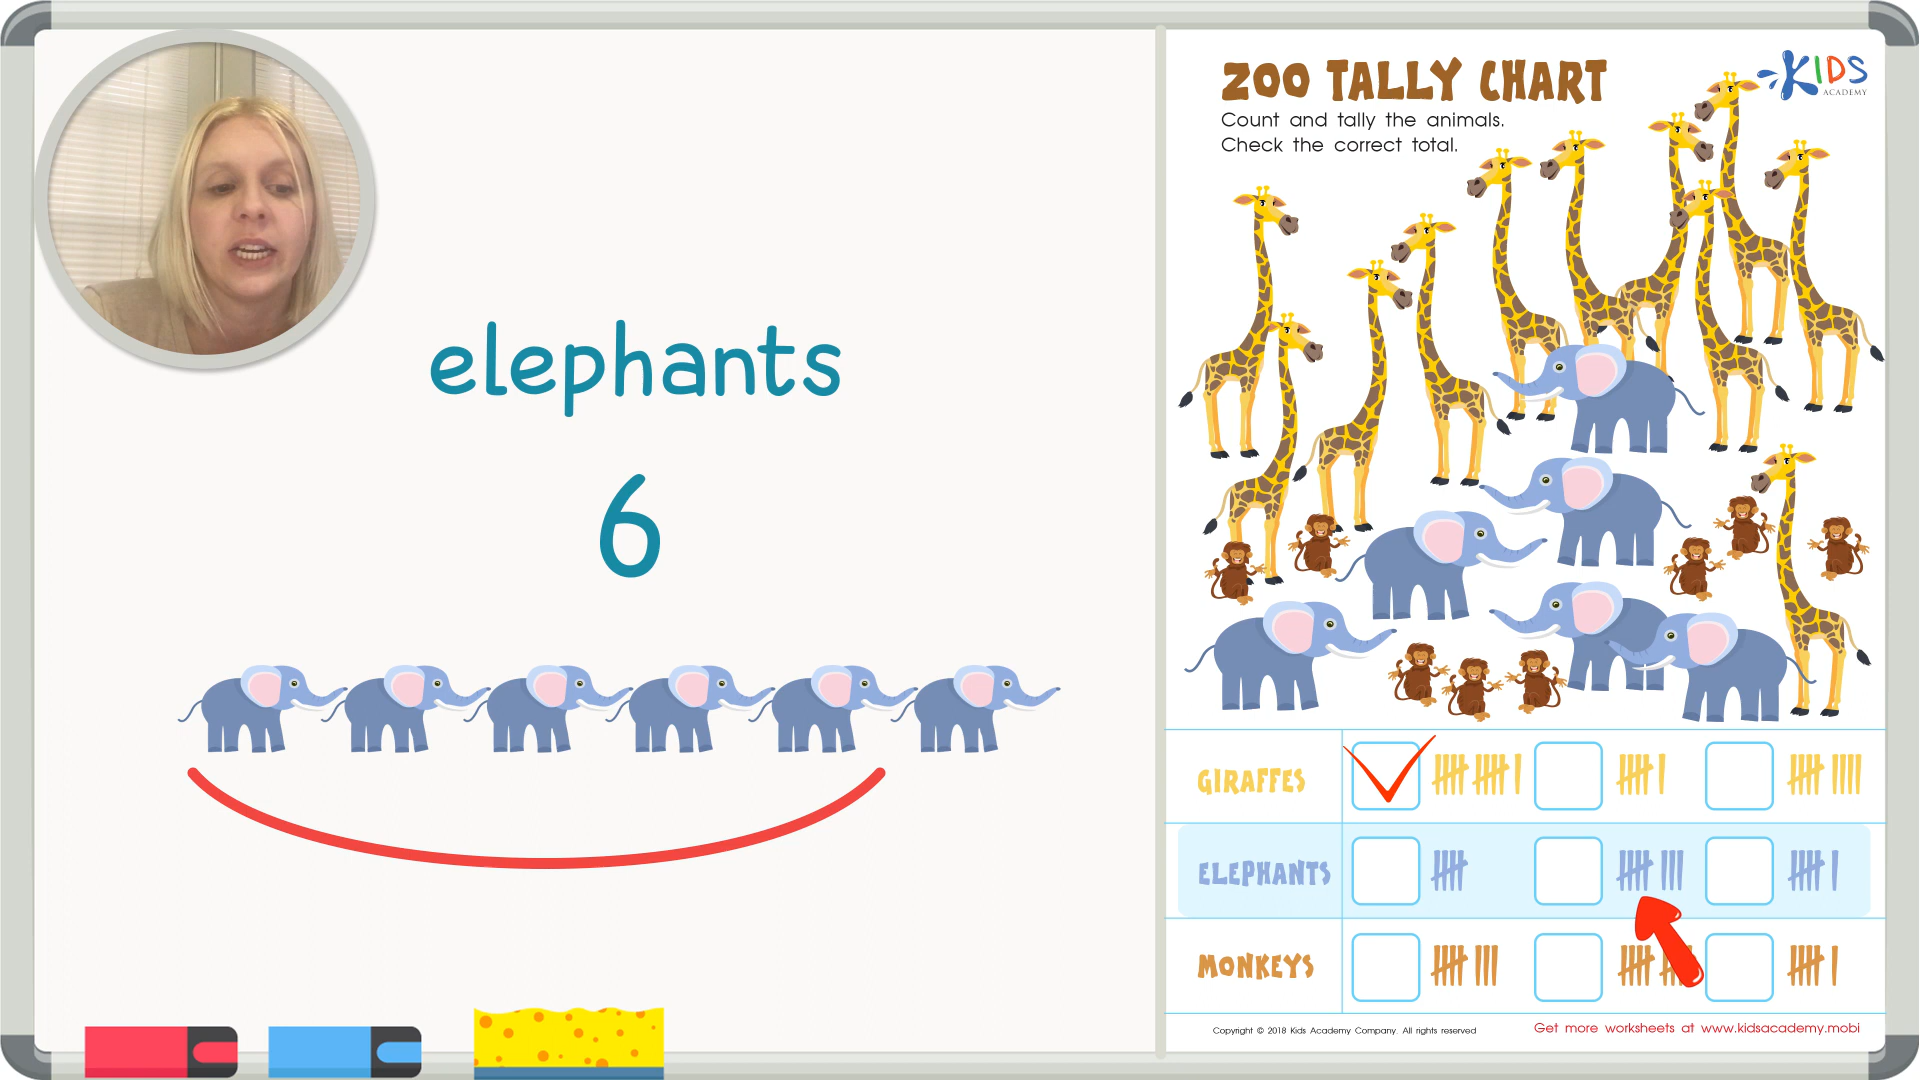 elephants
6
ZOO TALLY CHART
KIDS
ACADEMY
Count and tally the animals.
Check the correct total.
GIRAFFES
ELEPHANTS
MONKEYS
Copyright © 2018 Kids Academy Company. All rights reserved
Get more worksheets at www.kidsacademy.mobi